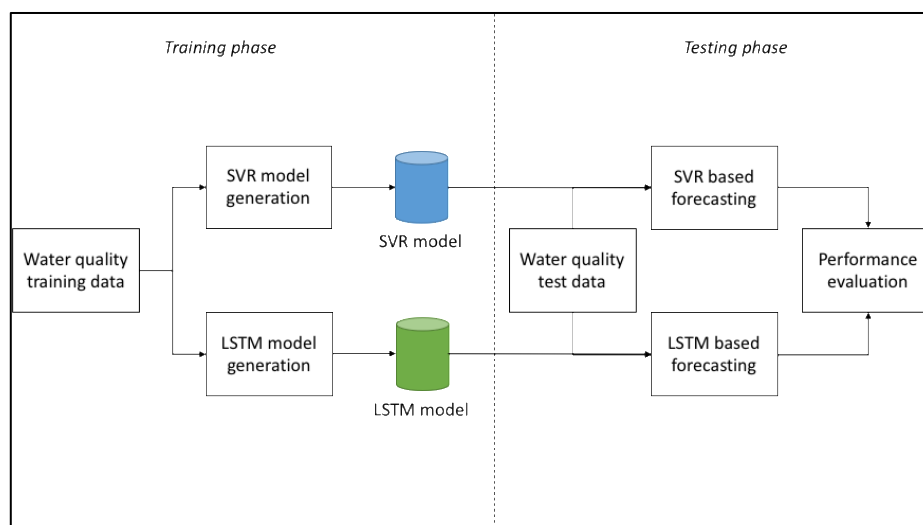 Training phase
Testing phase
SVR model
generation
SVR model
SVR based
forecasting
Water quality
training data
Water quality
test data
Performance
evaluation
LSTM model
generation
LSTM model
LSTM based
forecasting